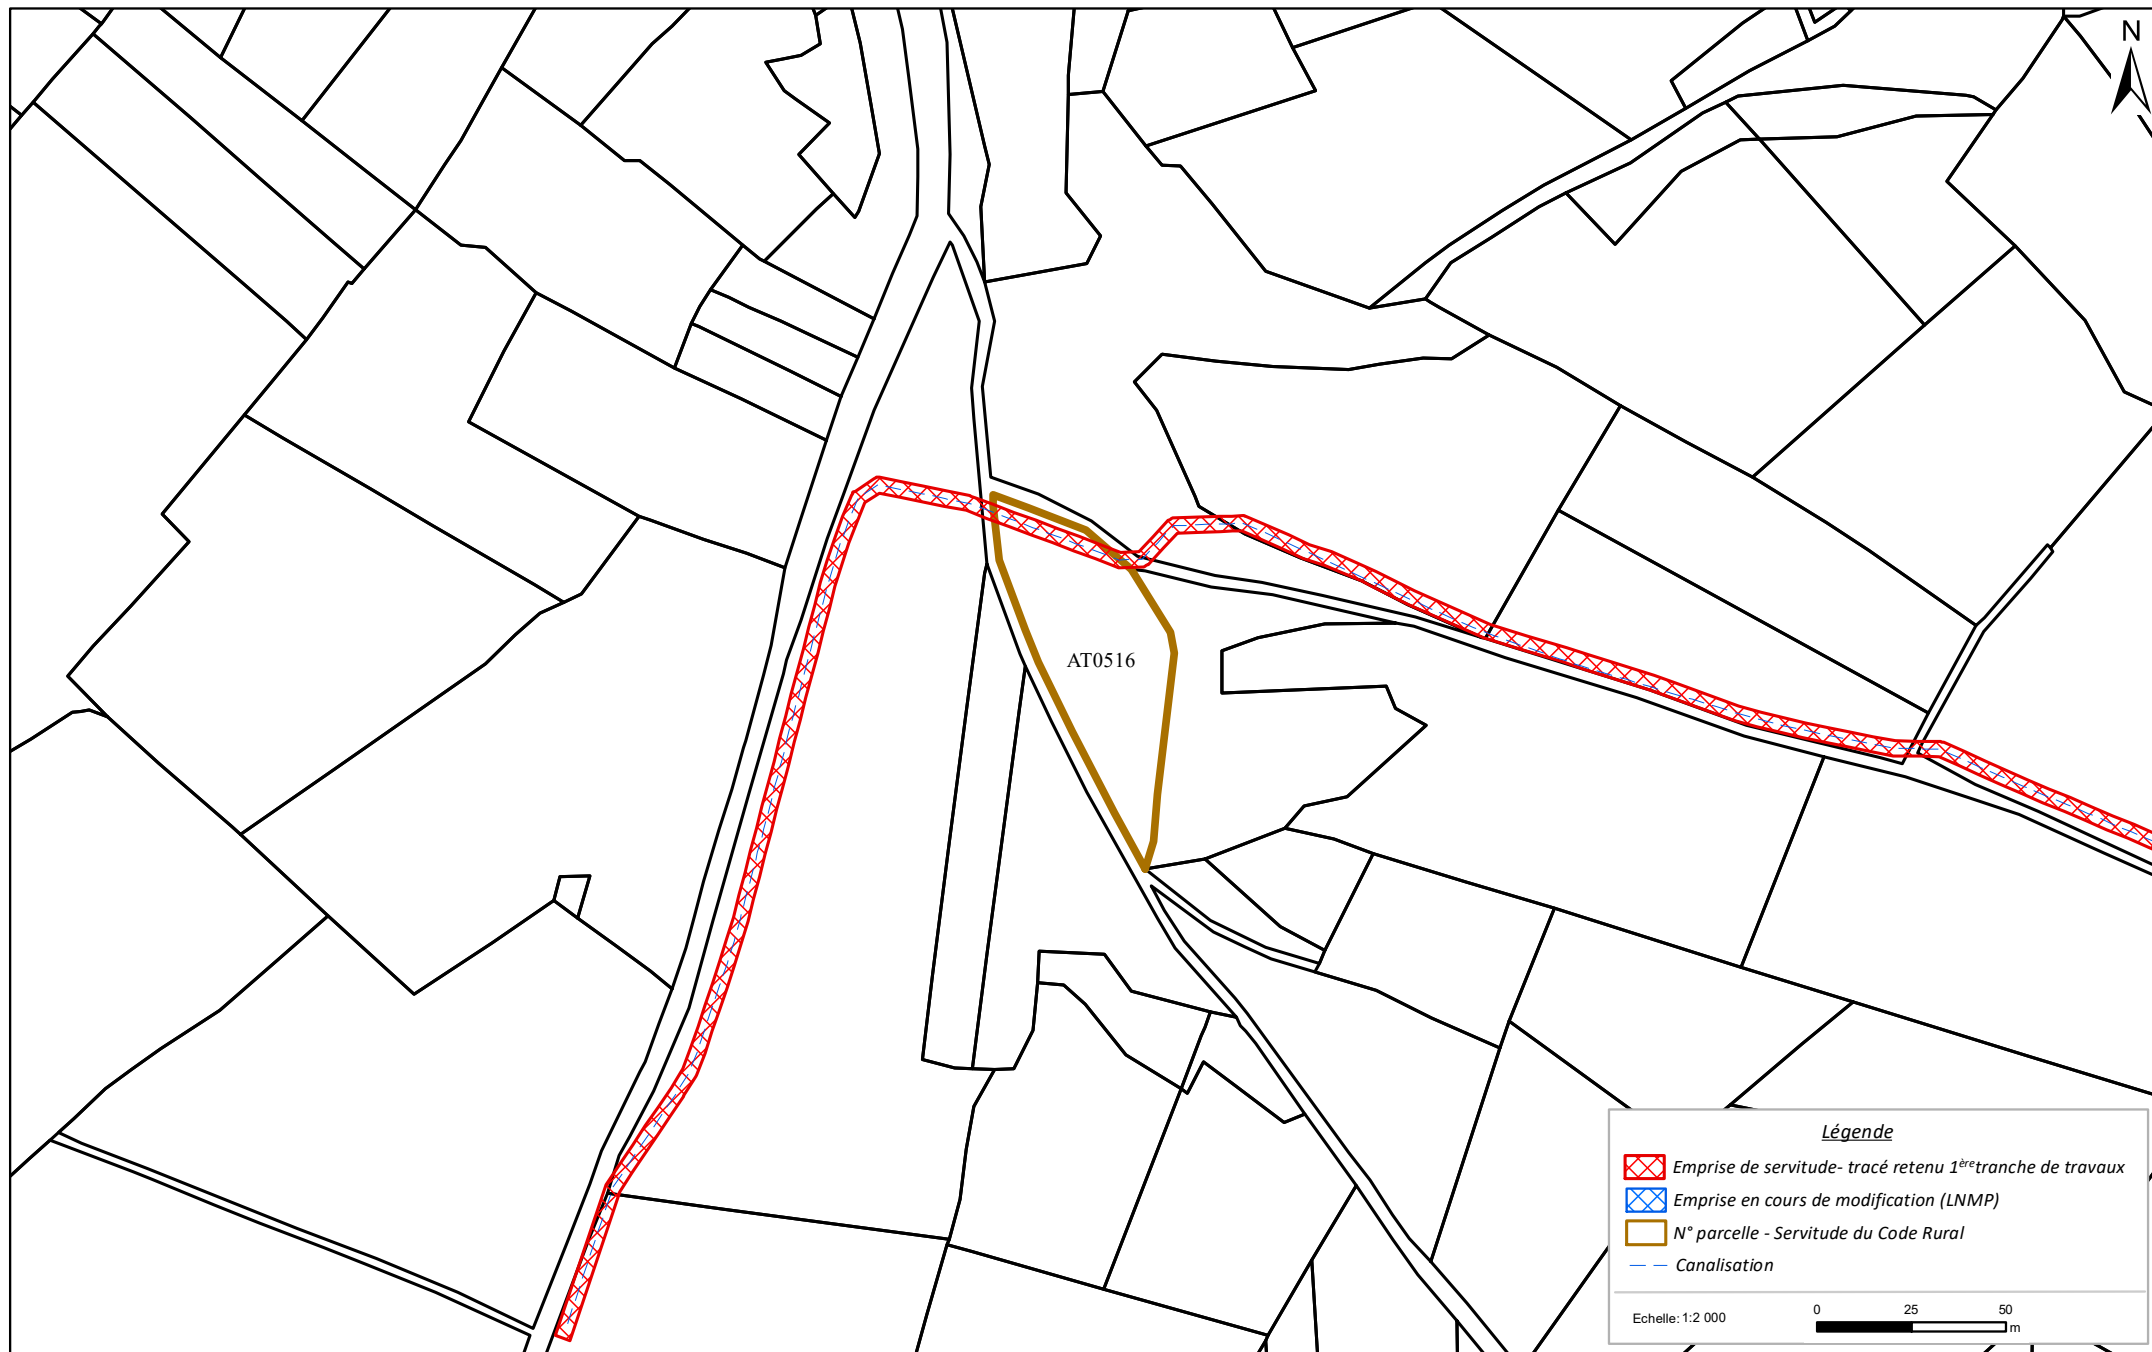 N
AT0516
Légende
Emprise de servitude- tracé retenu 1ère tranche de travaux
Emprise en cours de modification (LNMP)
N° parcelle - Servitude du Code Rural
Canalisation
Echelle: 1:2 000
0 25 50
m